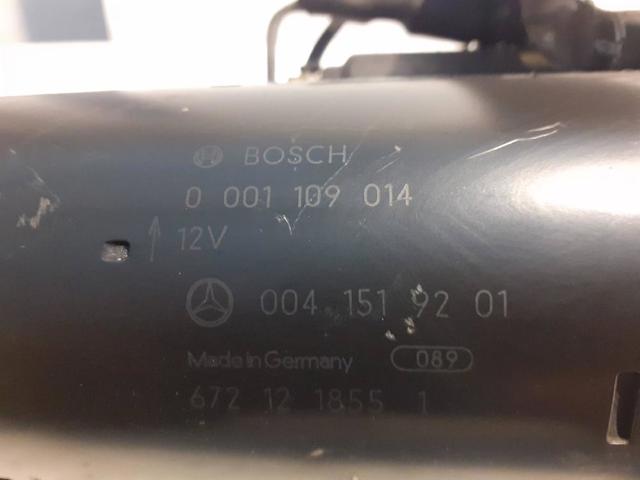 BOSCH
0 001 109 014
12V
004 151 92 01
Made in Germany 089
672 12 1855 1